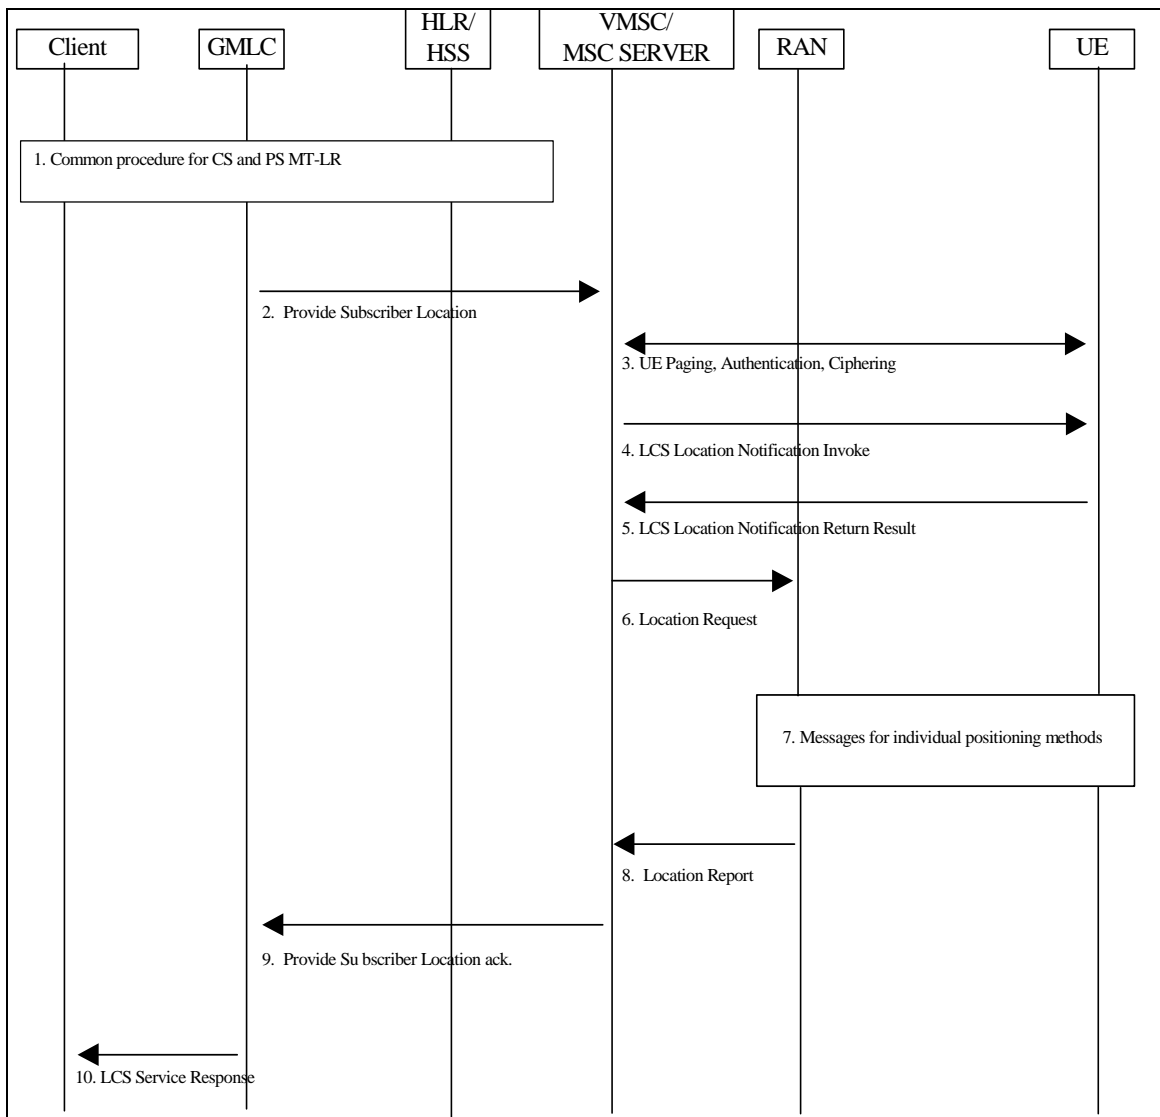 Client
GMLC
HLR/
HSS
VMSC/
MSC SERVER
RAN
UE
1. Common procedure for CS and PS MT-LR
2. Provide Subscriber Location
3. UE Paging, Authentication, Ciphering
4. LCS Location Notification Invoke
5. LCS Location Notification Return Result
6. Location Request
7. Messages for individual positioning methods
8. Location Report
9. Provide Su bscriber Location ack.
10. LCS Service Response